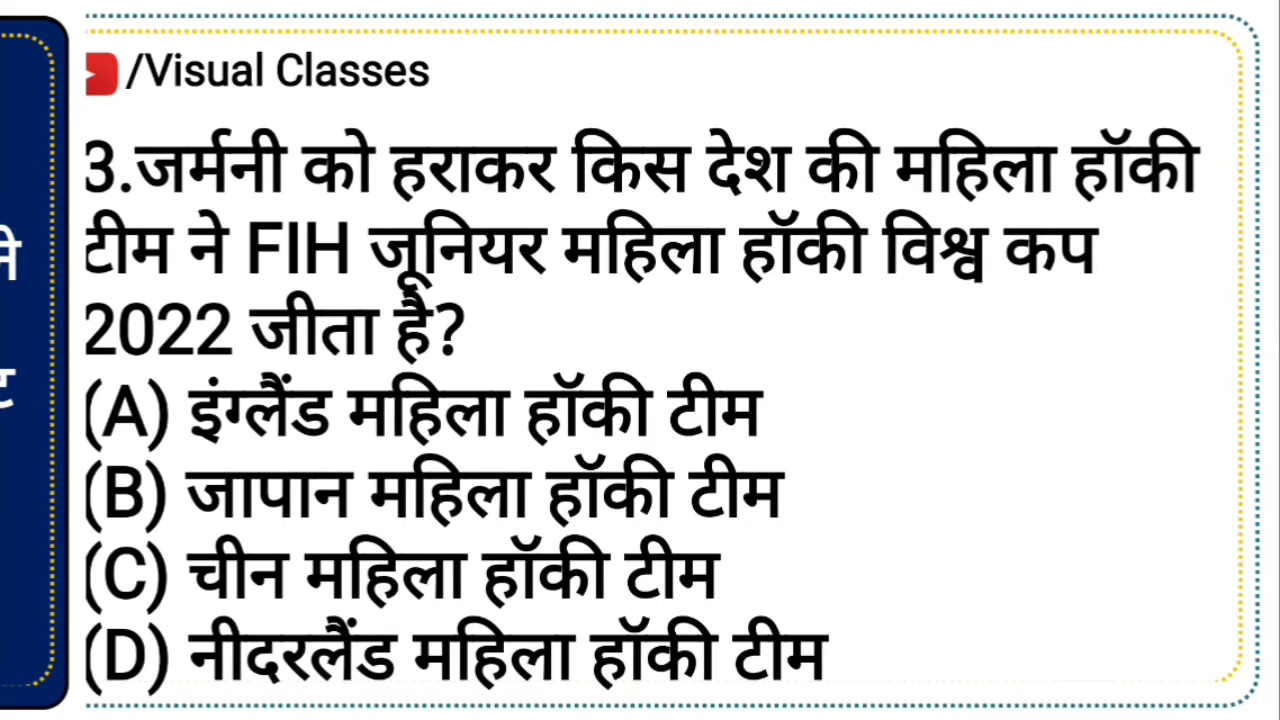 /Visual Classes
3.जर्मनी को हराकर किस देश की महिला हॉकी
टीम ने FIH जूनियर महिला हॉकी विश्व कप
2022 जीता है?
(A) इंग्लैंड महिला हॉकी टीम
(B) जापान महिला हॉकी टीम
(C) चीन महिला हॉकी टीम
(D) नीदरलैंड महिला हॉकी टीम